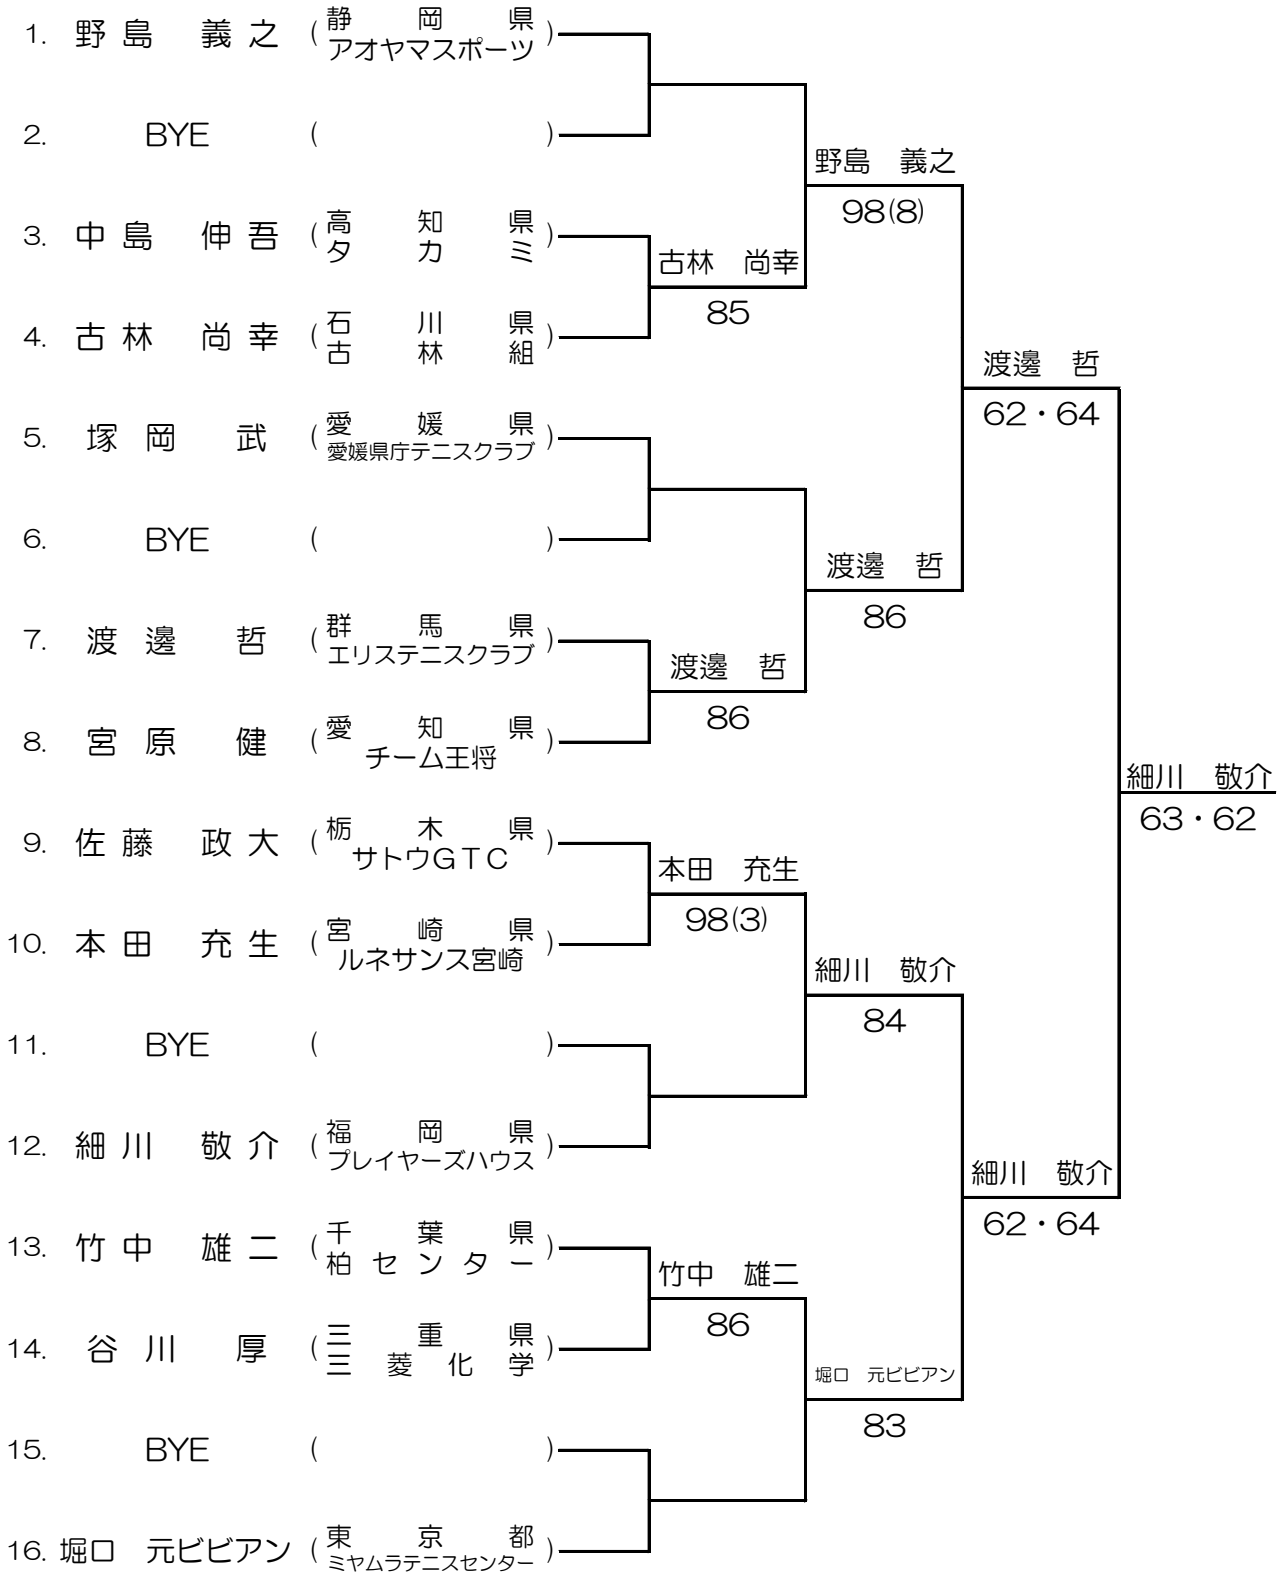 1. 野島 義之 (静岡県 アオヤマスポーツ)
2. BYE ( )
3. 中島 伸吾 (高知県 タカミ)
4. 古林 尚幸 (石川県 古林組)
5. 塚岡 武 (愛媛県 愛媛県庁テニスクラブ)
6. BYE ( )
7. 渡邊 哲 (群馬県 エリステニスクラブ)
8. 宮原 健 (愛知県 チーム王将)
9. 佐藤 政大 (栃木県 サトウGTC)
10. 本田 充生 (宮崎県 ルネサンス宮崎)
11. BYE ( )
12. 細川 敬介 (福岡県 プレイヤーズハウス)
13. 竹中 雄二 (千葉県 柏センター)
14. 谷川 厚 (三重県 三菱化学)
15. BYE ( )
16. 堀口 元ビビアン (東京都 ミヤムラテニスセンター)
古林 尚幸
85
渡邊 哲
86
本田 充生
98(3)
竹中 雄二
86
野島 義之
98(8)
渡邊 哲
86
細川 敬介
84
堀口 元ビビアン
83
渡邊 哲
62・64
細川 敬介
62・64
細川 敬介
63・62